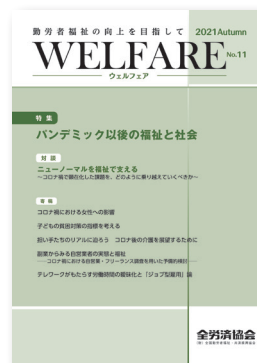 勤労者福祉の向上を目指して
2021Autumn
WELFARE No.11
ウェルフェア
特集
パンデミック以後の福祉と社会
対談
ニューノーマルを福祉で支える
~コロナ禍で顕在化した課題を、どのように乗り越えていくべきか~
寄稿
コロナ禍における女性への影響
子どもの貧困対策の指標を考える
担い手たちのリアルに迫ろう コロナ後の介護を展望するために
副業からみる自営業者の実態と福祉
──コロナ禍における自営業・フリーランス調査を用いた予備的検討──
テレワークがもたらす労働時間の曖昧化と「ジョブ型雇用」論
全労済協会